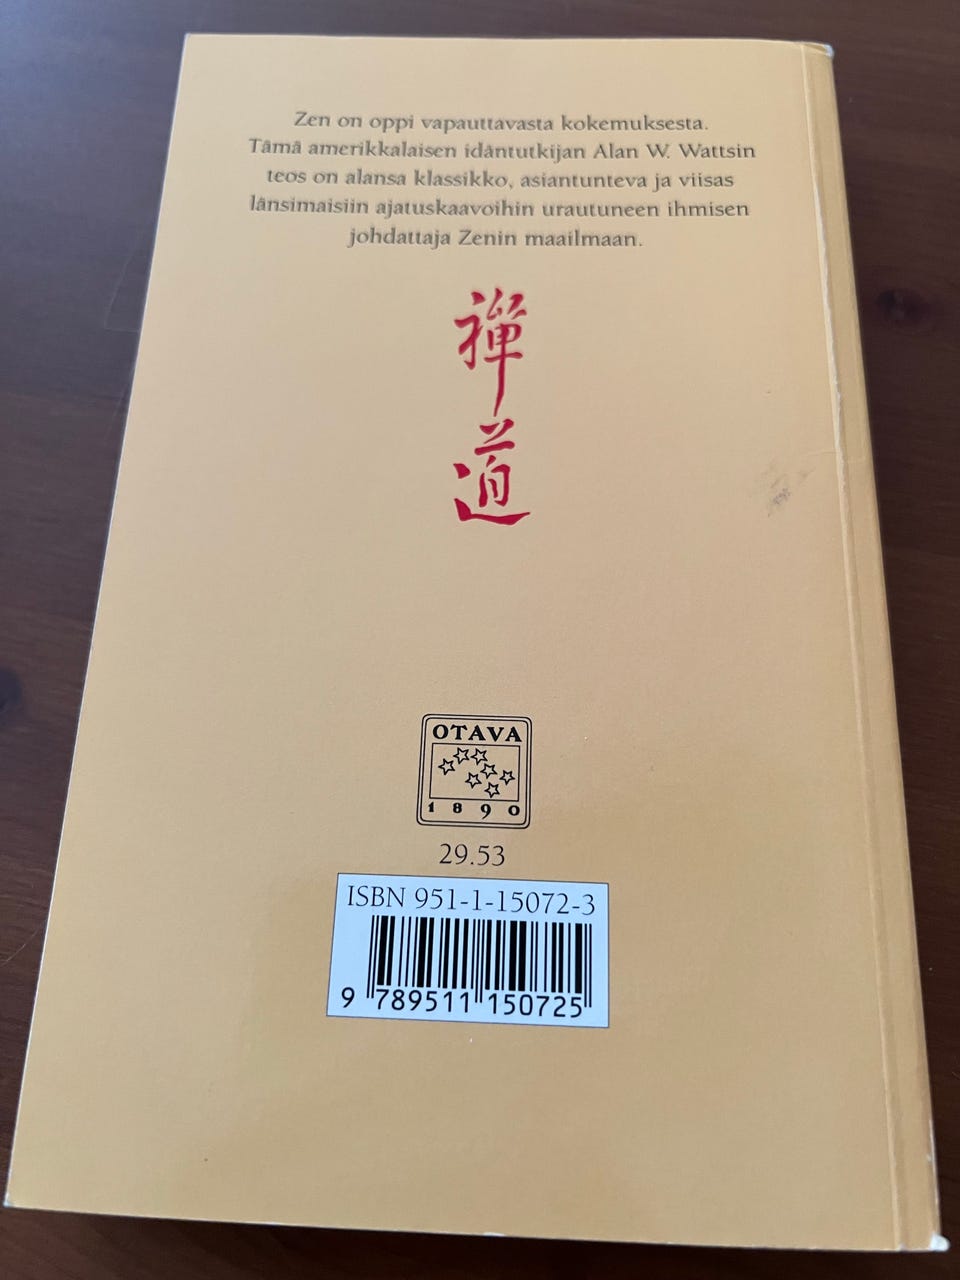 Zen on oppi vapauttavasta kokemuksesta.
Tämä amerikkalaisen idäntutkijan Alan W. Wattsin
teos on alansa klassikko, asiantunteva ja viisas
länsimaisiin ajatuskaavoihin urautuneen ihmisen
johdattaja Zenin maailmaan.
禅
道
OTAVA
1890
29.53
ISBN 951-1-15072-3
9 789511 150725